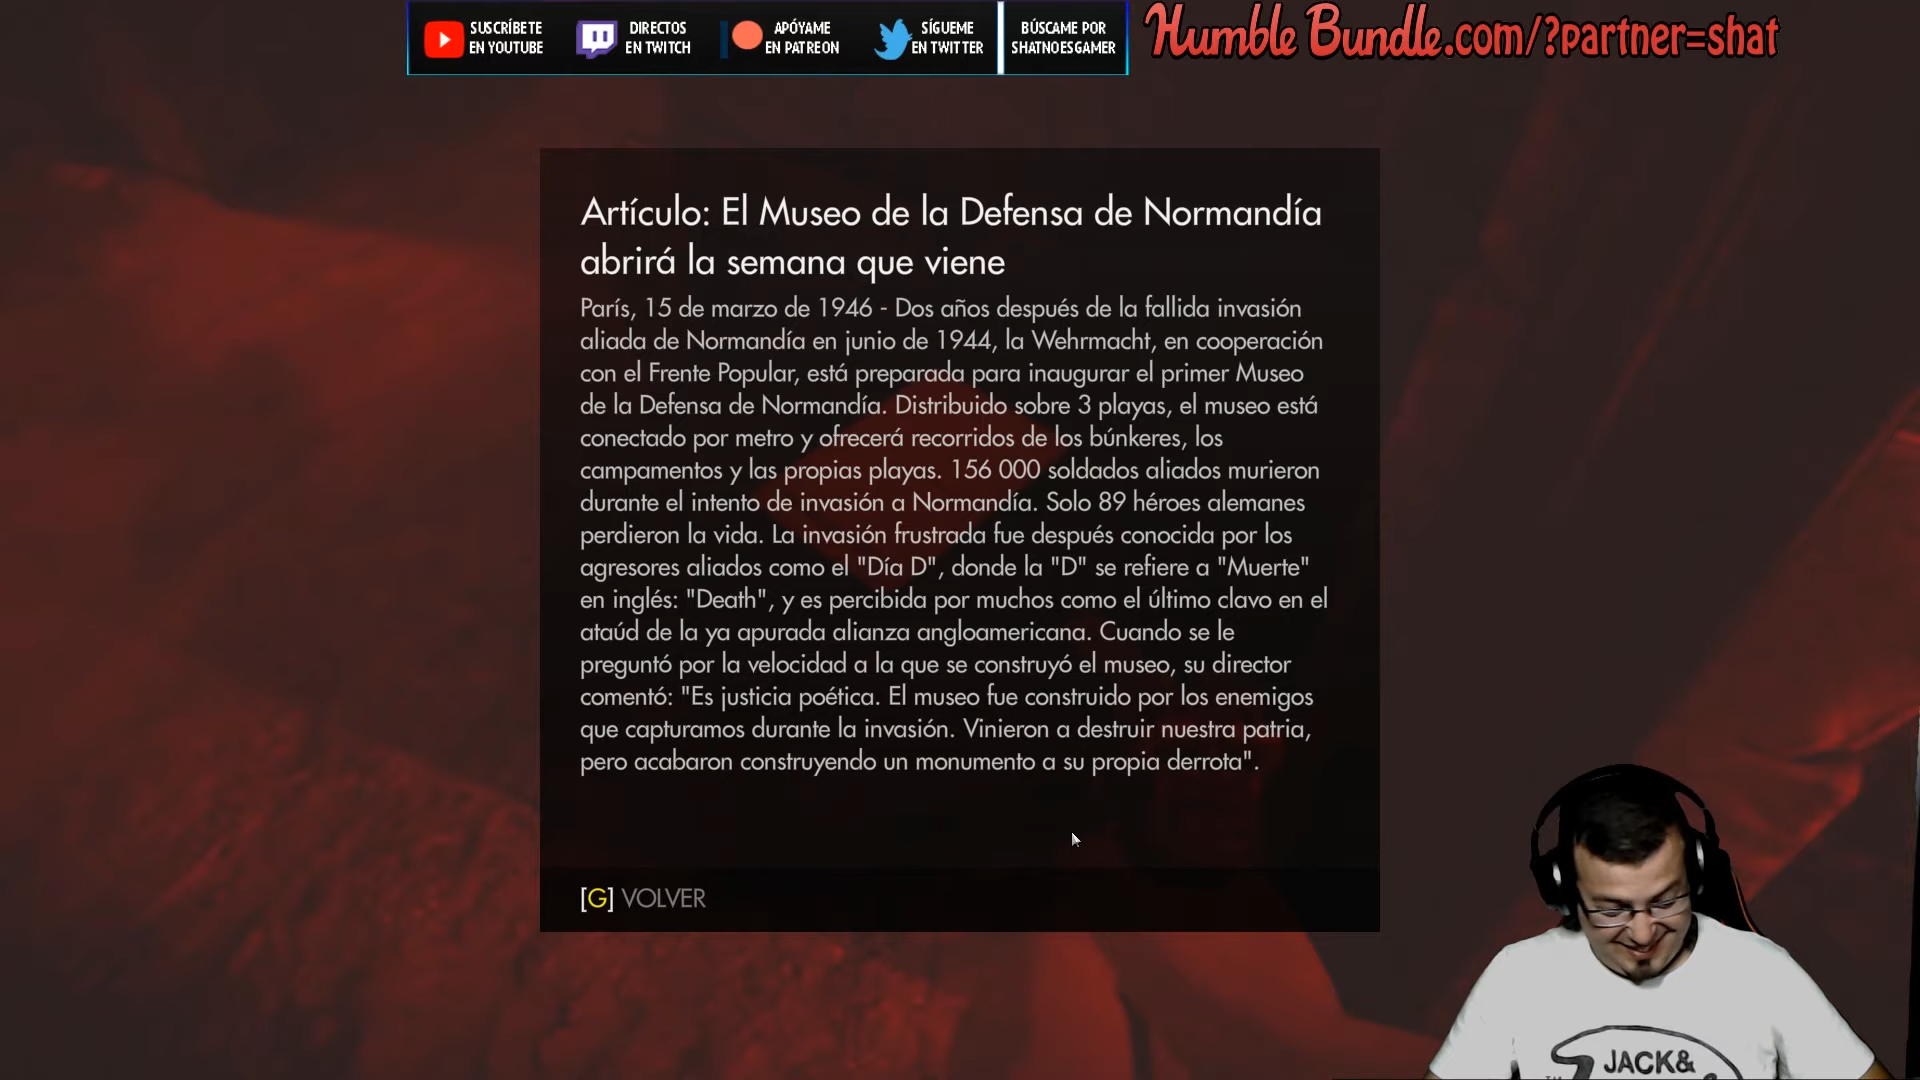 SUSCRÍBETE
EN YOUTUBE
DIRECTOS
EN TWITCH
APÓYAME
EN PATREON
SÍGUEME
EN TWITTER
BÚSCAME POR
SHATNOESGAMER
Humble Bundle.com/?partner=shat
Artículo: El Museo de la Defensa de Normandía
abrirá la semana que viene
París, 15 de marzo de 1946 - Dos años después de la fallida invasión
aliada de Normandía en junio de 1944, la Wehrmacht, en cooperación
con el Frente Popular, está preparada para inaugurar el primer Museo
de la Defensa de Normandía. Distribuido sobre 3 playas, el museo está
conectado por metro y ofrecerá recorridos de los búnkeres, los
campamentos y las propias playas. 156 000 soldados aliados murieron
durante el intento de invasión a Normandía. Solo 89 héroes alemanes
perdieron la vida. La invasión frustrada fue después conocida por los
agresores aliados como el "Día D", donde la "D" se refiere a "Muerte"
en inglés: "Death", y es percibida por muchos como el último clavo en el
ataúd de la ya apurada alianza angloamericana. Cuando se le
preguntó por la velocidad a la que se construyó el museo, su director
comentó: "Es justicia poética. El museo fue construido por los enemigos
que capturamos durante la invasión. Vinieron a destruir nuestra patria,
pero acabaron construyendo un monumento a su propia derrota".
[G] VOLVER
JACK&